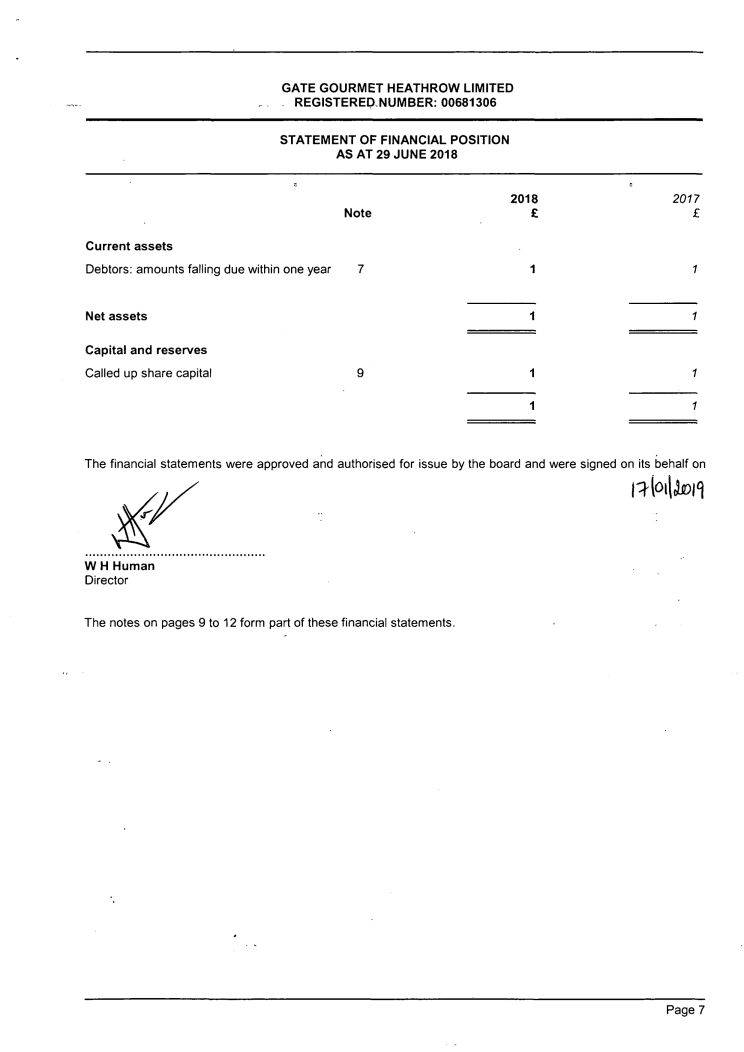 GATE GOURMET HEATHROW LIMITED
REGISTERED NUMBER: 00681306
STATEMENT OF FINANCIAL POSITION
AS AT 29 JUNE 2018
2018 2017
Note £ £
Current assets
Debtors: amounts falling due within one year 7 1 1
Net assets 1 1
Capital and reserves
Called up share capital 9 1 1
1 1
The financial statements were approved and authorised for issue by the board and were signed on its behalf on
17/01/2019
W H Human
Director
The notes on pages 9 to 12 form part of these financial statements.
Page 7